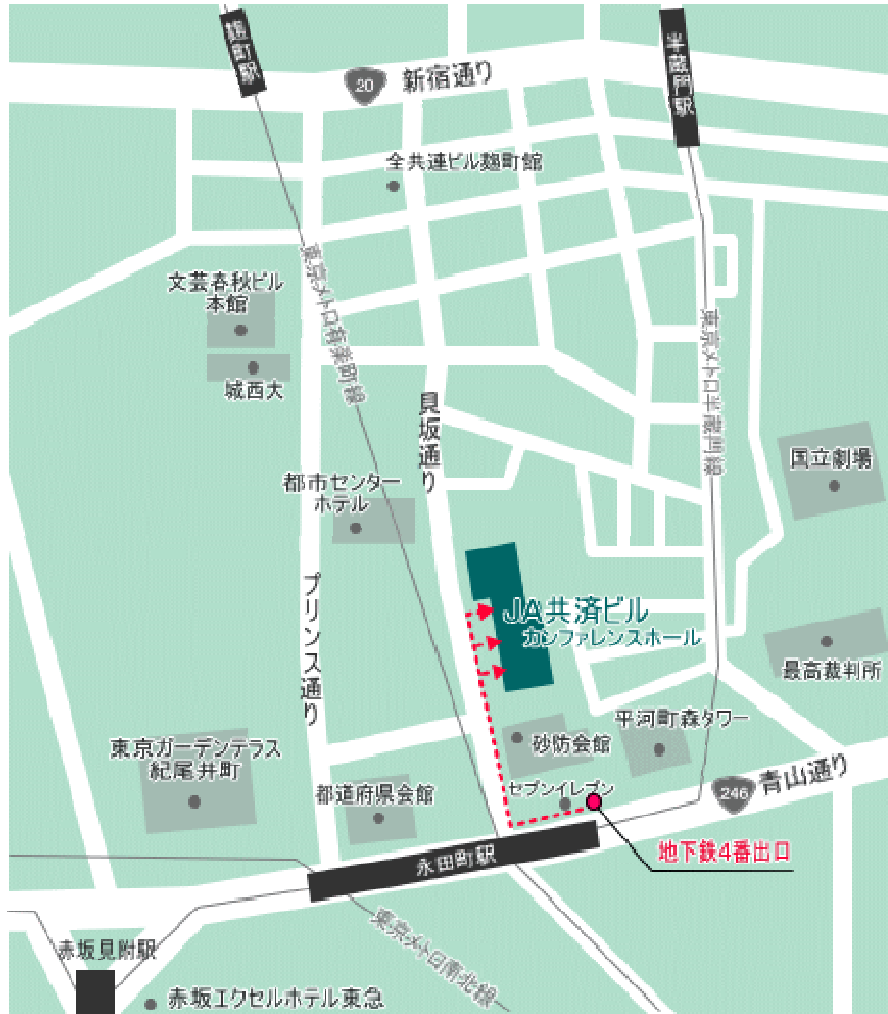 麹町駅
半蔵門駅
20
新宿通り
全共連ビル麹町館
文芸春秋ビル
本館
城西大
東京メトロ有楽町線
東京メトロ半蔵門線
見坂通り
国立劇場
都市センター
ホテル
プリンス通り
JA共済ビル
カンファレンスホール
最高裁判所
平河町森タワー
砂防会館
東京ガーデンテラス
紀尾井町
都道府県会館
セブンイレブン
246
青山通り
地下鉄4番出口
永田町駅
東京メトロ南北線
赤坂見附駅
赤坂エクセルホテル東急